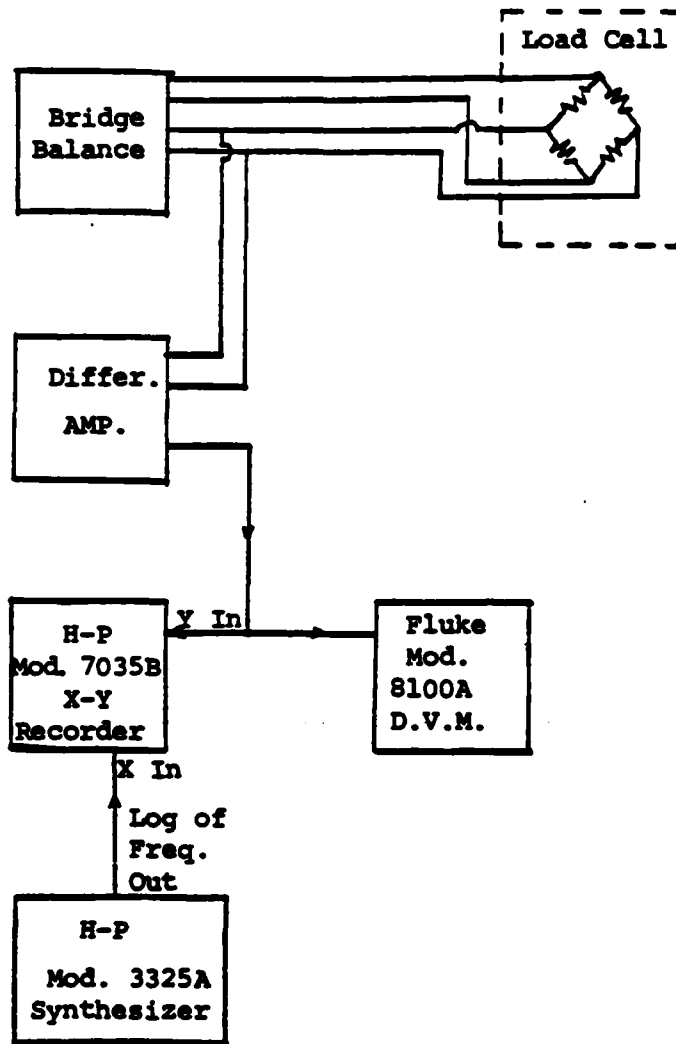 Load Cell
Bridge
Balance
Differ.
AMP.
Y In
H-P
Mod. 7035B
X-Y
Recorder
Fluke
Mod.
8100A
D.V.M.
X In
Log of
Freq.
Out
H-P
Mod. 3325A
Synthesizer